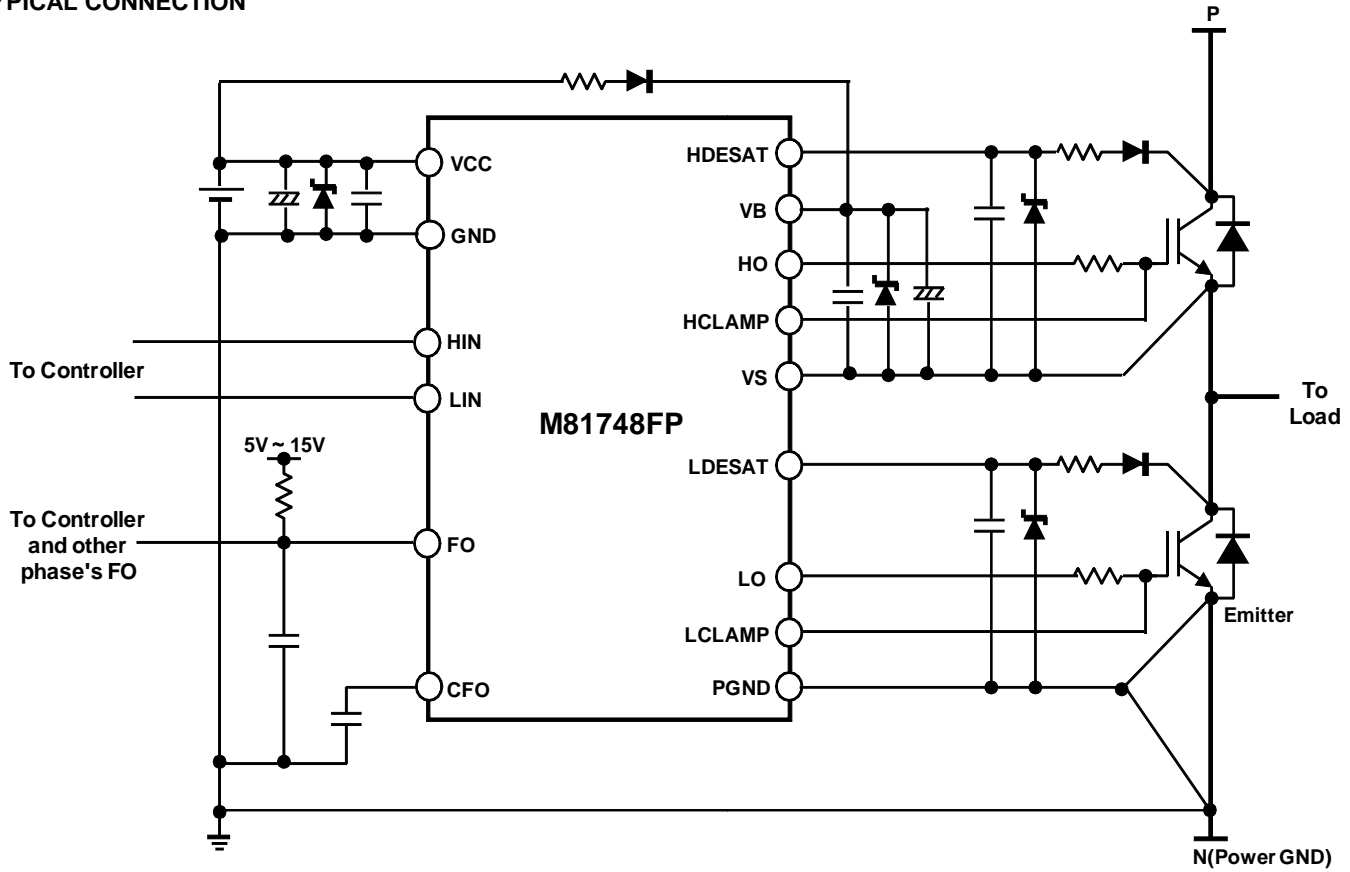 YPICAL CONNECTION
P
VCC
HDESAT
VB
GND
HO
HCLAMP
HIN
To Controller
VS
LIN
To
Load
M81748FP
5V ~ 15V
LDESAT
To Controller
and other
phase's FO
FO
LO
Emitter
LCLAMP
CFO
PGND
N(Power GND)